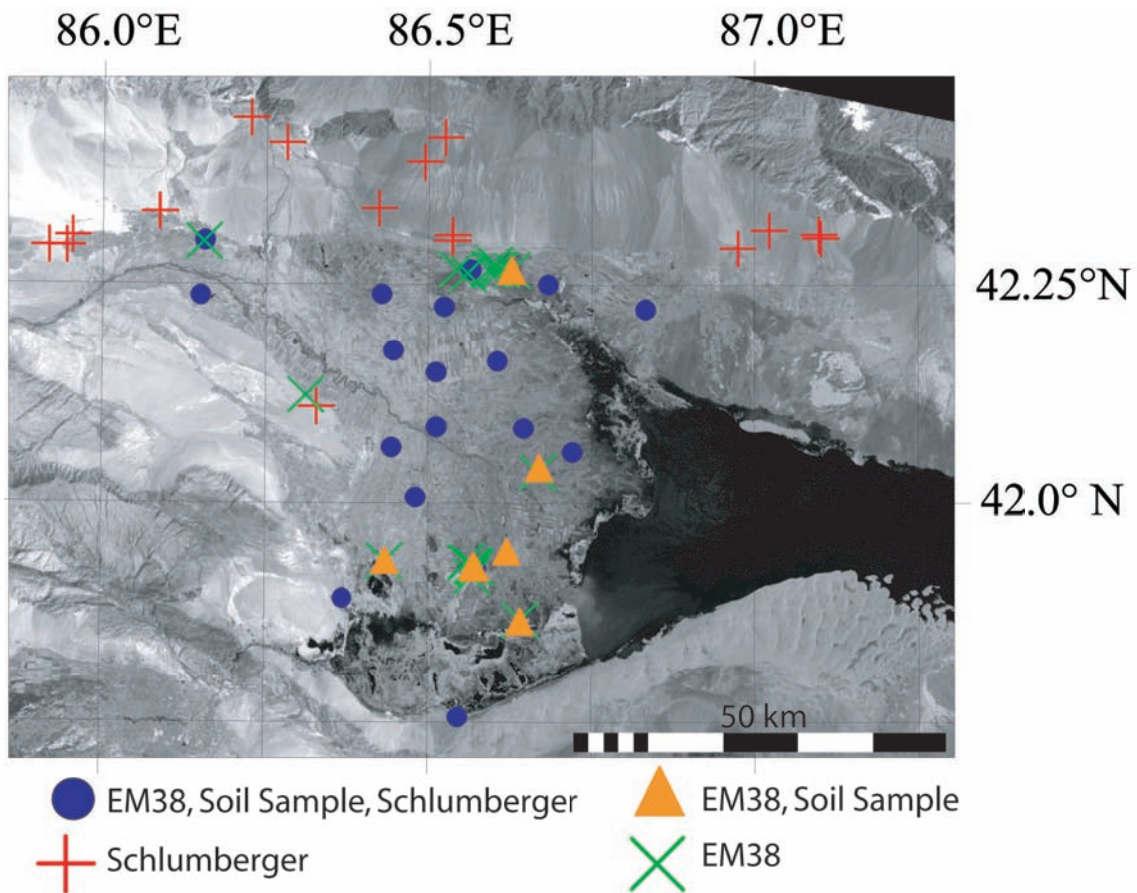 86.0°E 86.5°E 87.0°E
42.25°N
42.0° N
50 km
EM38, Soil Sample, Schlumberger
EM38, Soil Sample
Schlumberger
EM38